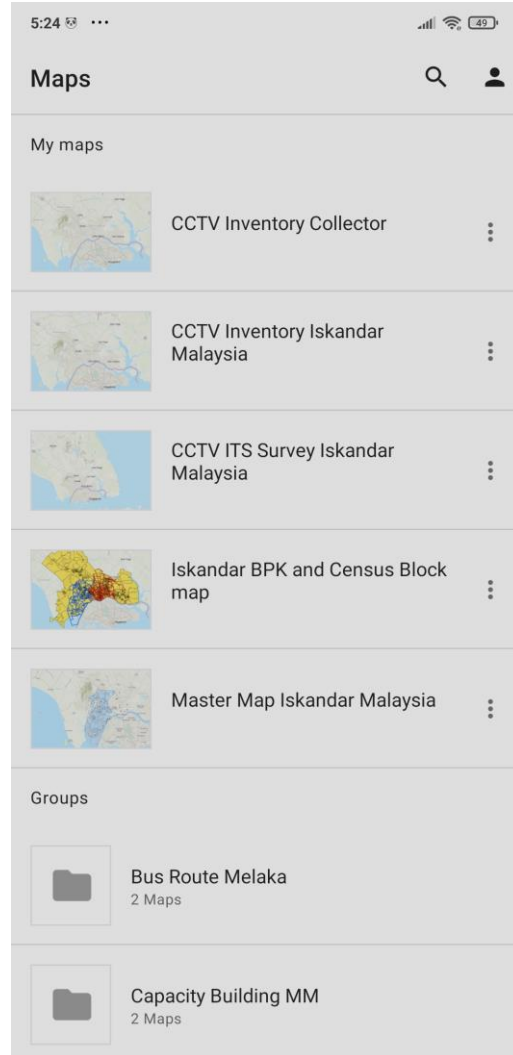 5:24
49
Maps
My maps
CCTV Inventory Collector
CCTV Inventory Iskandar
Malaysia
CCTV ITS Survey Iskandar
Malaysia
Iskandar BPK and Census Block
map
Master Map Iskandar Malaysia
Groups
Bus Route Melaka
2 Maps
Capacity Building MM
2 Maps